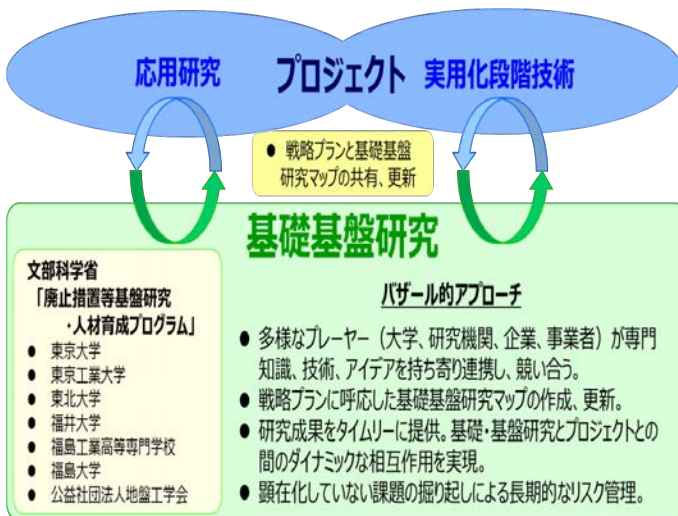 応用研究
プロジェクト
実用化段階技術
● 戦略プランと基礎基盤
研究マップの共有、更新
基礎基盤研究
文部科学省
「廃止措置等基盤研究
・人材育成プログラム」
● 東京大学
● 東京工業大学
● 東北大学
● 福井大学
● 福島工業高等専門学校
● 福島大学
● 公益社団法人地盤工学会
バザール的アプローチ
● 多様なプレーヤー（大学、研究機関、企業、事業者）が専門
知識、技術、アイデアを持ち寄り連携し、競い合う。
● 戦略プランに呼応した基礎基盤研究マップの作成、更新。
● 研究成果をタイムリーに提供。基礎・基盤研究とプロジェクトとの
間のダイナミックな相互作用を実現。
● 顕在化していない課題の掘り起しによる長期的なリスク管理。